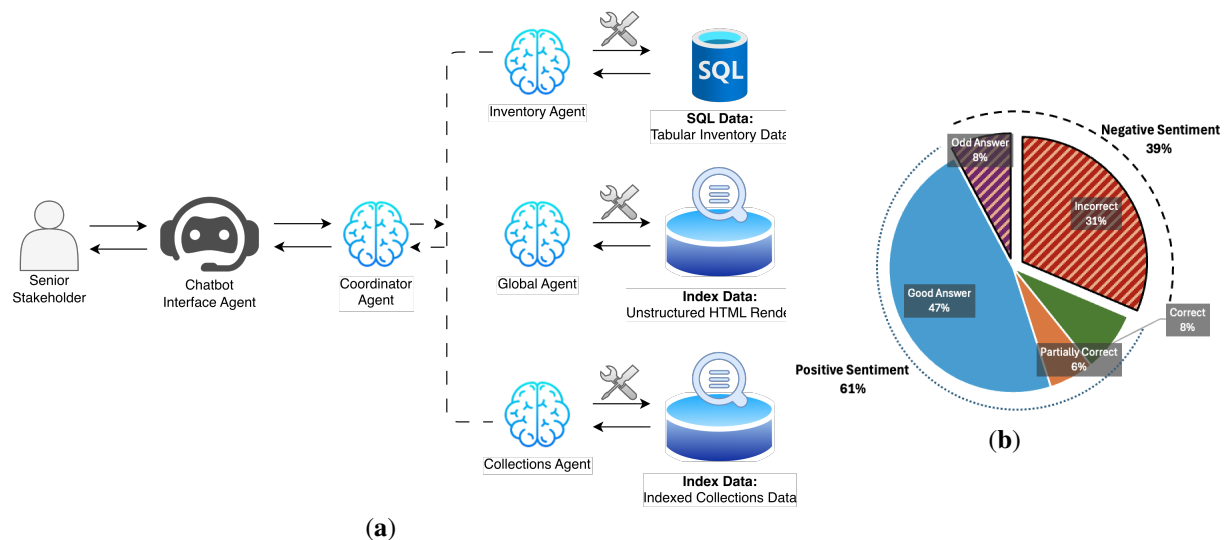 Inventory Agent
SQL
SQL Data:
Tabular Inventory Data
Senior
Stakeholder
Chatbot
Interface Agent
Coordinator
Agent
Global Agent
Index Data:
Unstructured HTML Rende
Collections Agent
Index Data:
Indexed Collections Data
(a)
Negative Sentiment
39%
Odd Answer
8%
Incorrect
31%
Good Answer
47%
Correct
8%
Partially Correct
6%
Positive Sentiment
61%
(b)